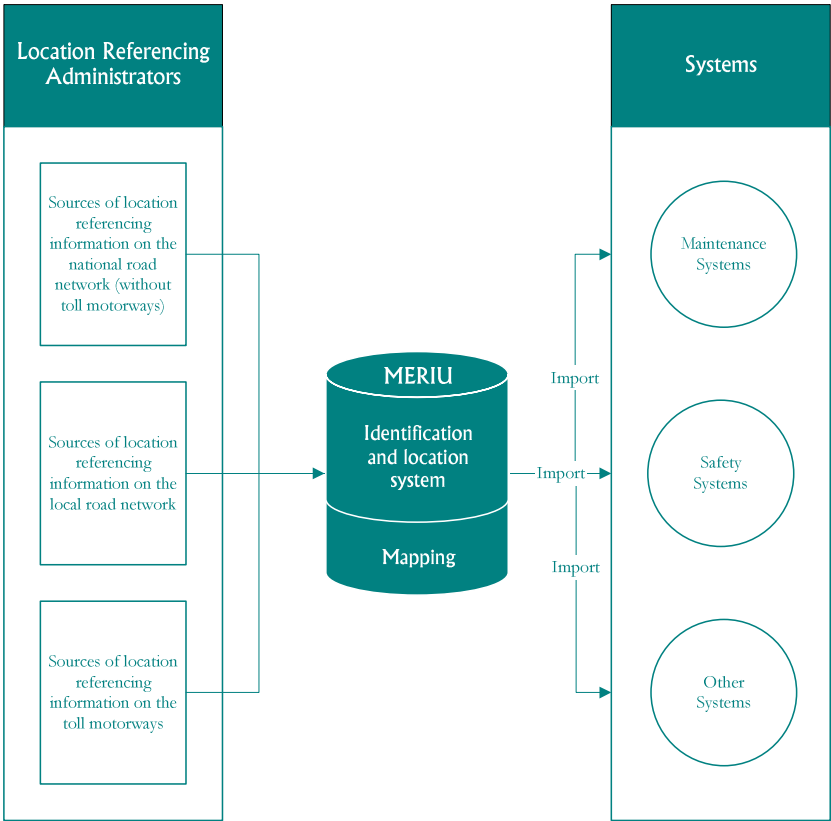 Location Referencing
Administrators
Sources of location
referencing
information on the
national road
network (without
toll motorways)
Sources of location
referencing
information on the
local road network
Sources of location
referencing
information on the
toll motorways
MERIU
Identification
and location
system
Mapping
Import
Import
Import
Systems
Maintenance
Systems
Safety
Systems
Other
Systems